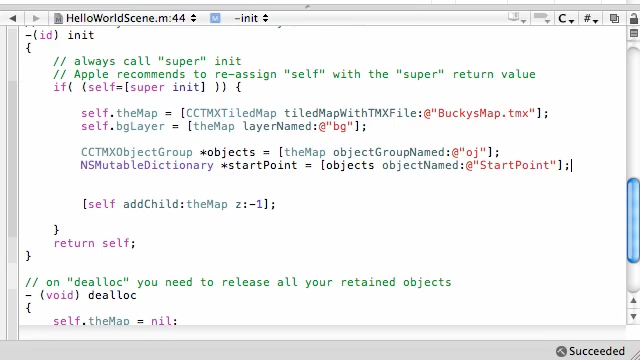 HelloWorldScene.m:44 -init C # 
-(id) init
{
// always call "super" init
// Apple recommends to re-assign "self" with the "super" return value
if( (self=[super init] )) {
self.theMap = [CCTMXTiledMap tiledMapWithTMXFile:@"BuckysMap.tmx"];
self.bgLayer = [theMap layerNamed:@"bg"];
CCTMXObjectGroup *objects = [theMap objectGroupNamed:@"oj"];
NSMutableDictionary *startPoint = [objects objectNamed:@"StartPoint"];
[self addChild:theMap z:-1];
}
return self;
}
// on "dealloc" you need to release all your retained objects
- (void) dealloc
{
self.theMap = nil;
Succeeded